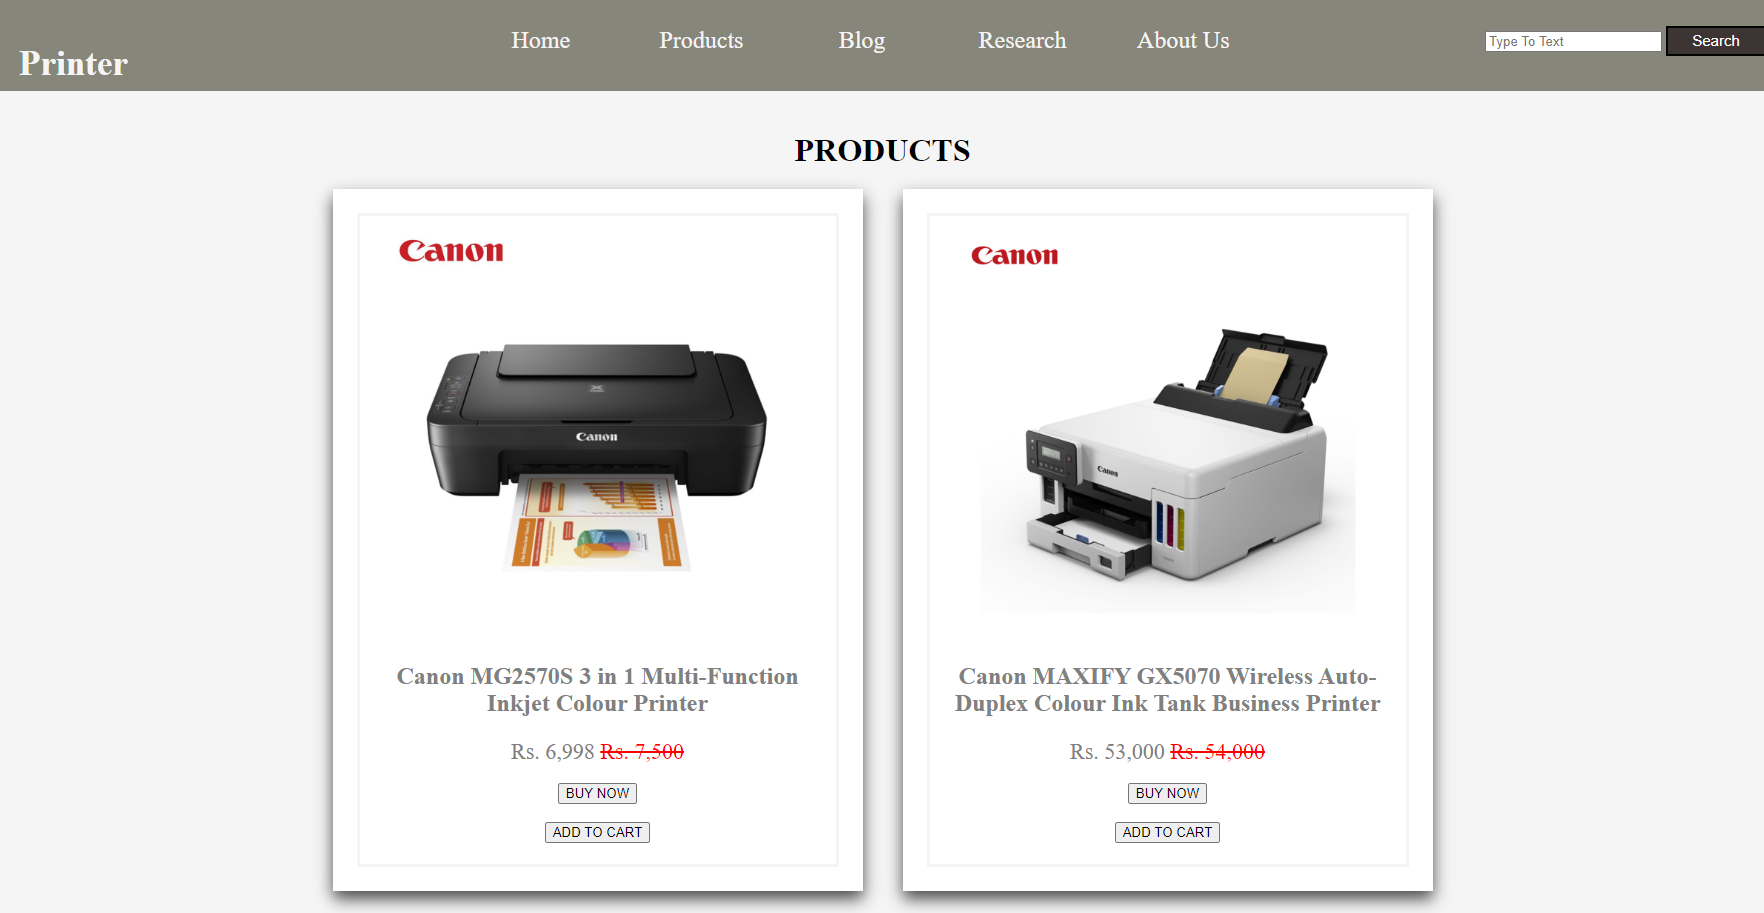 Printer
Home
Products
Blog
Research
About Us
Type To Text
Search
PRODUCTS
Canon
Canon
Canon MG2570S 3 in 1 Multi-Function
Inkjet Colour Printer
Rs. 6,998 Rs. 7,500
BUY NOW
ADD TO CART
Canon
Canon
Canon MAXIFY GX5070 Wireless Auto-
Duplex Colour Ink Tank Business Printer
Rs. 53,000 Rs. 54,000
BUY NOW
ADD TO CART